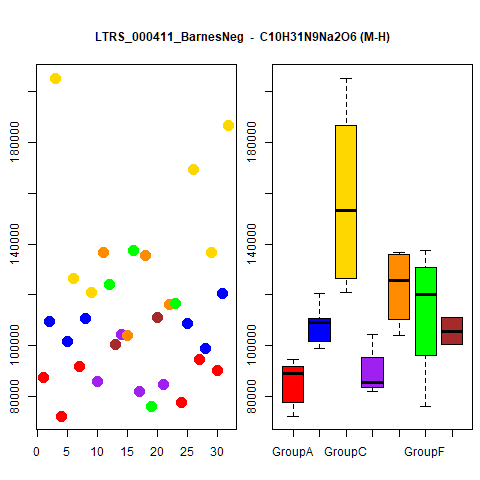 LTRS_000411_BarnesNeg - C10H31N9Na2O6 (M-H)
180000
180000
140000
140000
100000
100000
80000
80000
0 5 10 15 20 25 30
GroupA GroupC GroupF